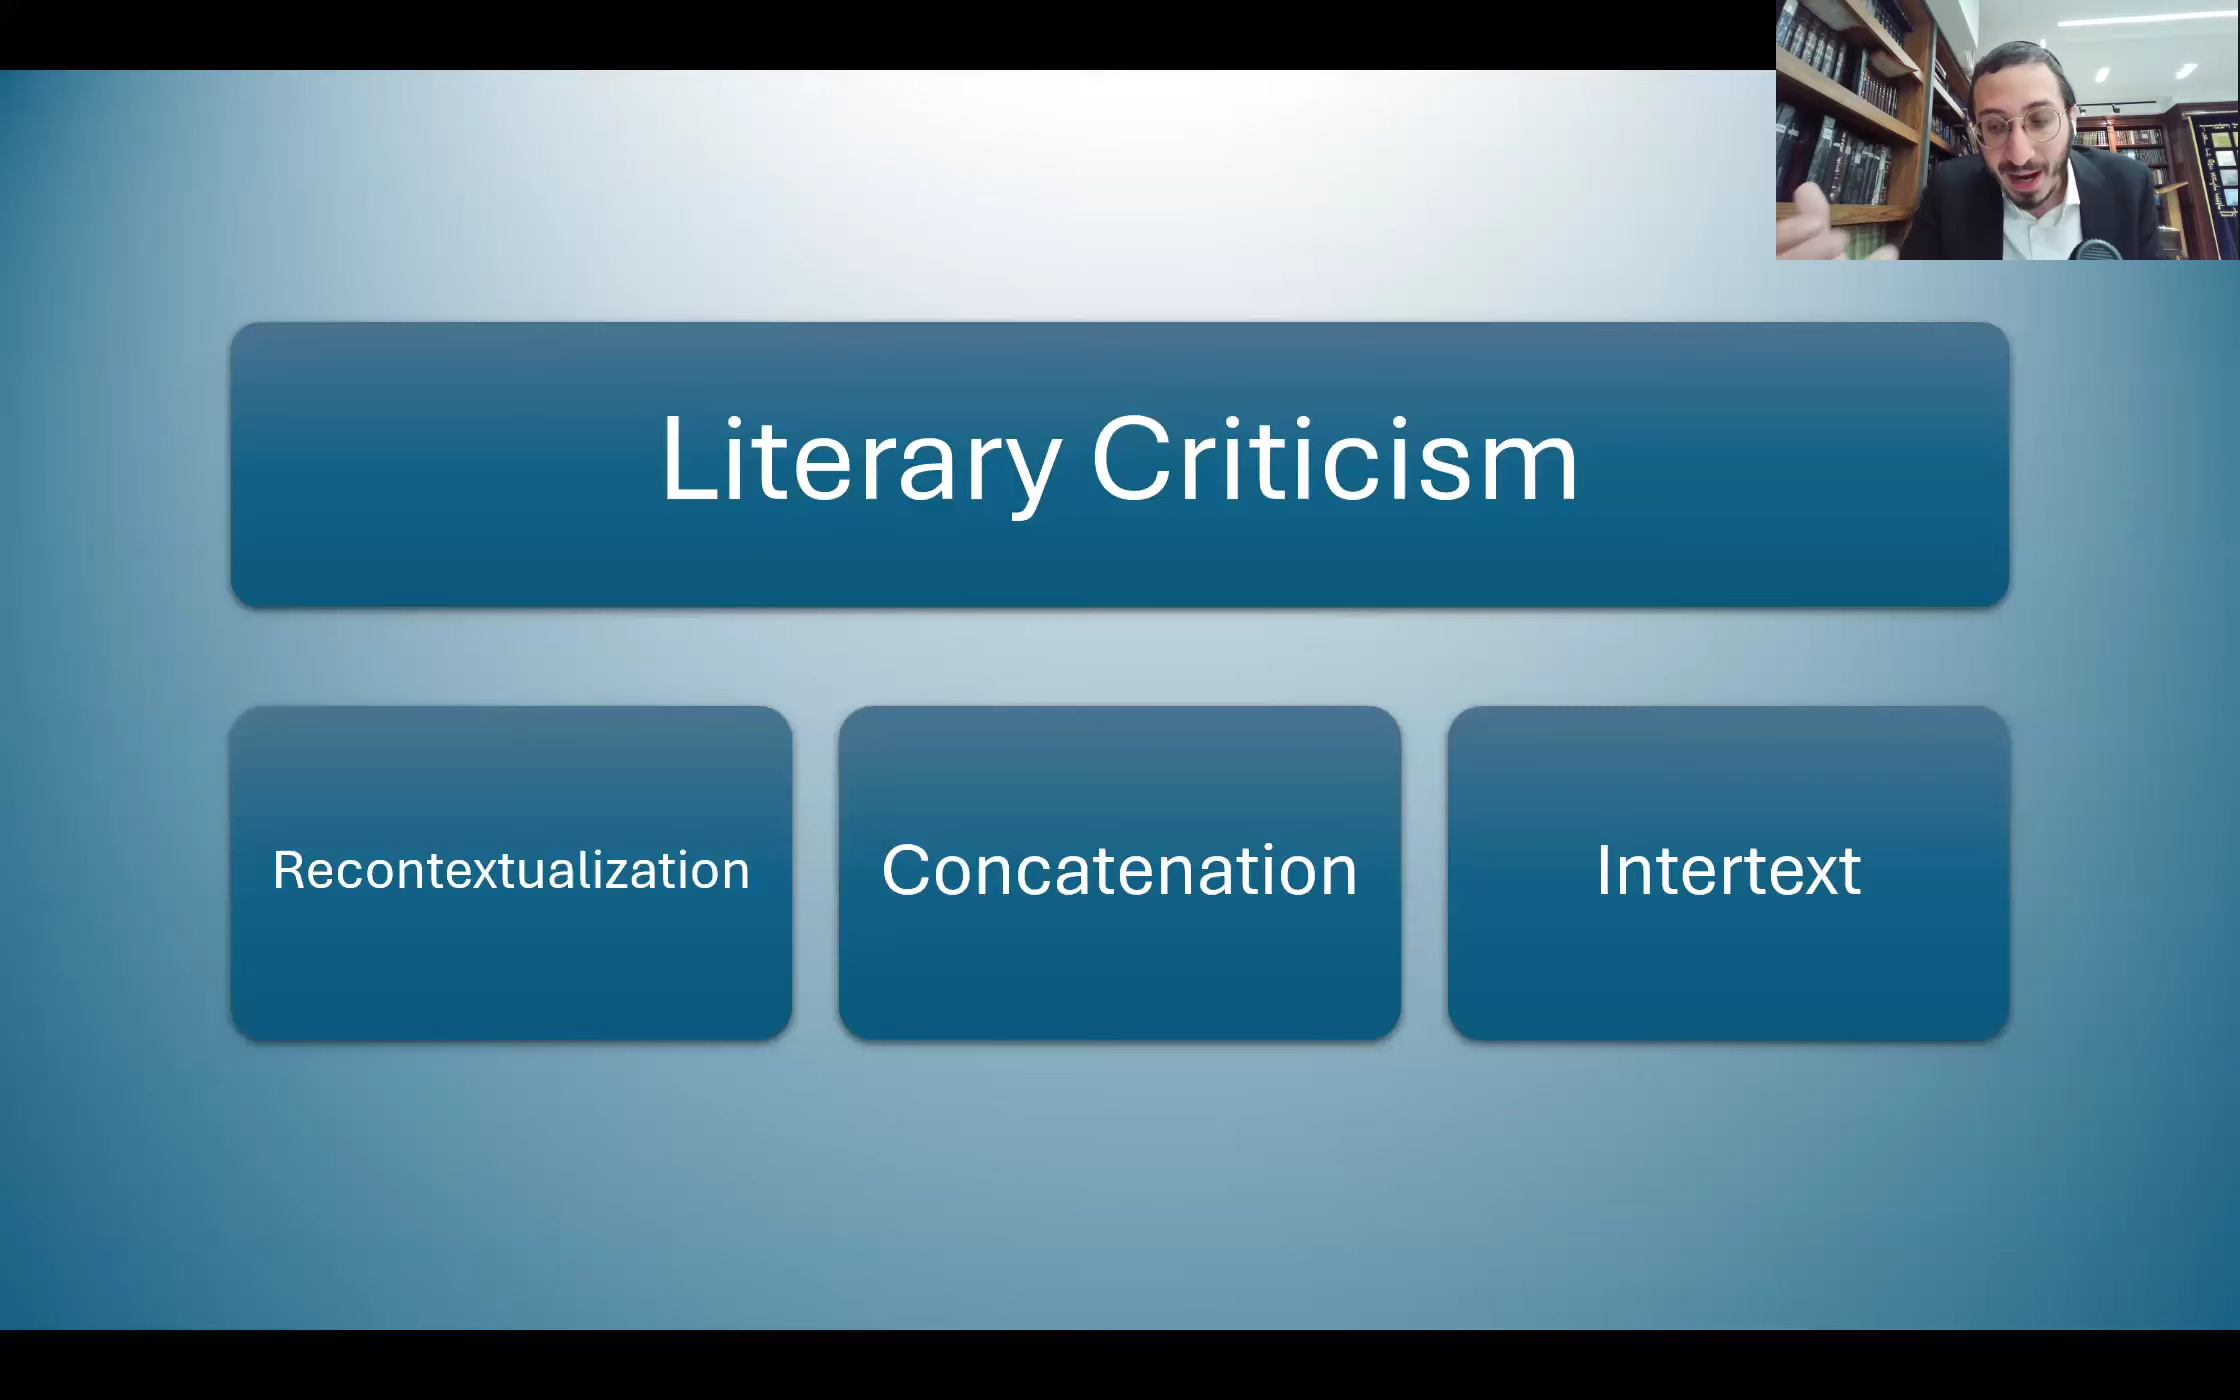 Literary Criticism
Recontextualization
Concatenation
Intertext